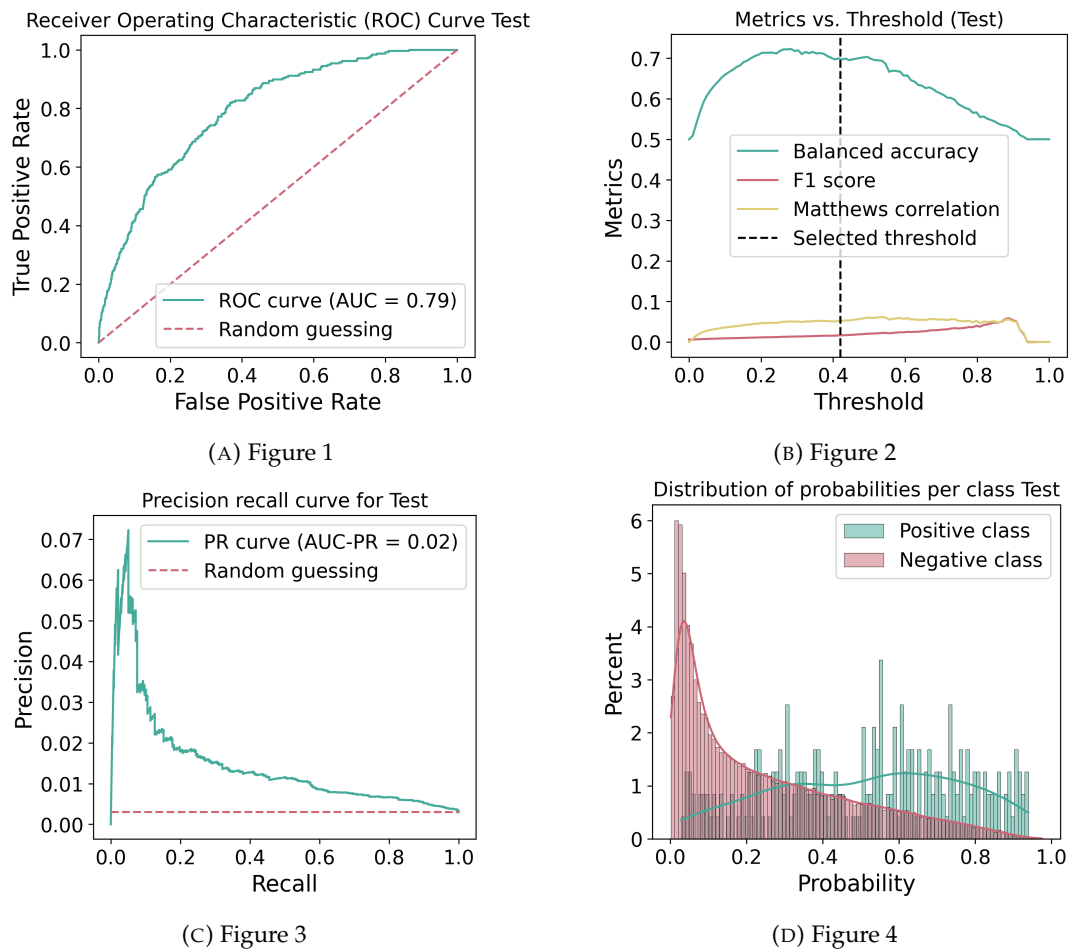 Receiver Operating Characteristic (ROC) Curve Test
True Positive Rate
1.0
0.8
0.6
0.4
0.2
0.0
ROC curve (AUC = 0.79)
Random guessing
0.0 0.2 0.4 0.6 0.8 1.0
False Positive Rate
(A) Figure 1
Metrics vs. Threshold (Test)
Metrics
0.7
0.6
0.5
0.4
0.3
0.2
0.1
0.0
Balanced accuracy
F1 score
Matthews correlation
Selected threshold
0.0 0.2 0.4 0.6 0.8 1.0
Threshold
(B) Figure 2
Precision recall curve for Test
Precision
0.07
0.06
0.05
0.04
0.03
0.02
0.01
0.00
PR curve (AUC-PR = 0.02)
Random guessing
0.0 0.2 0.4 0.6 0.8 1.0
Recall
(C) Figure 3
Distribution of probabilities per class Test
Percent
6
5
4
3
2
1
0
Positive class
Negative class
0.0 0.2 0.4 0.6 0.8 1.0
Probability
(D) Figure 4